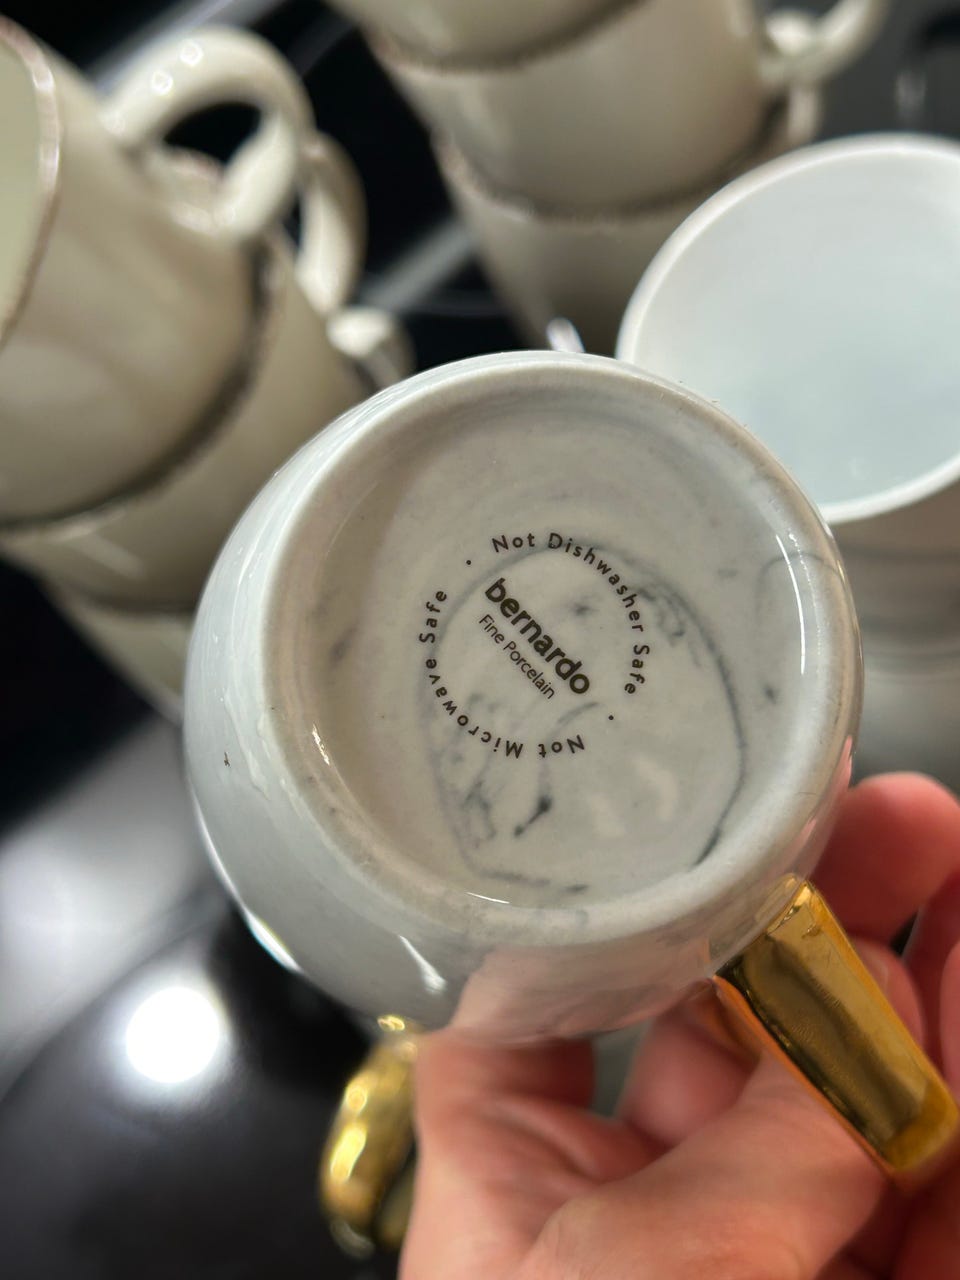 Not Dishwasher Safe •
bernardo
Fine Porcelain
Not Microwave Safe •